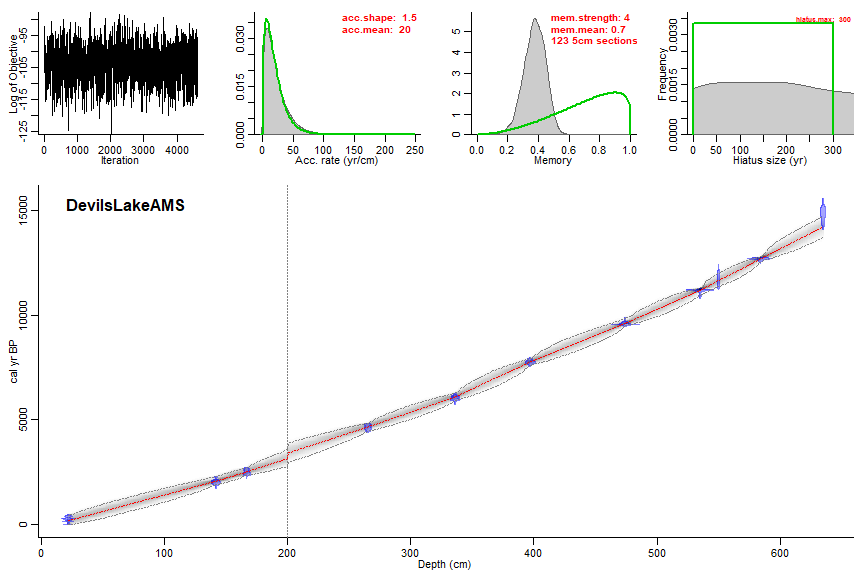 -125 -115 -105 -95
Log of Objective
0 1000 2000 3000 4000
Iteration
acc.shape: 1.5
acc.mean: 20
0.000 0.015 0.030
0 50 100 150 200 250
Acc. rate (yr/cm)
mem.strength: 4
mem.mean: 0.7
123 5cm sections
0 1 2 3 4 5
0.0 0.2 0.4 0.6 0.8 1.0
Memory
hiatus.max: 300
Frequency
0.0000 0.0015 0.0030
0 50 100 200 300
Hiatus size (yr)
DevilsLakeAMS
cal yr BP
0 5000 10000 15000
0 100 200 300 400 500 600
Depth (cm)